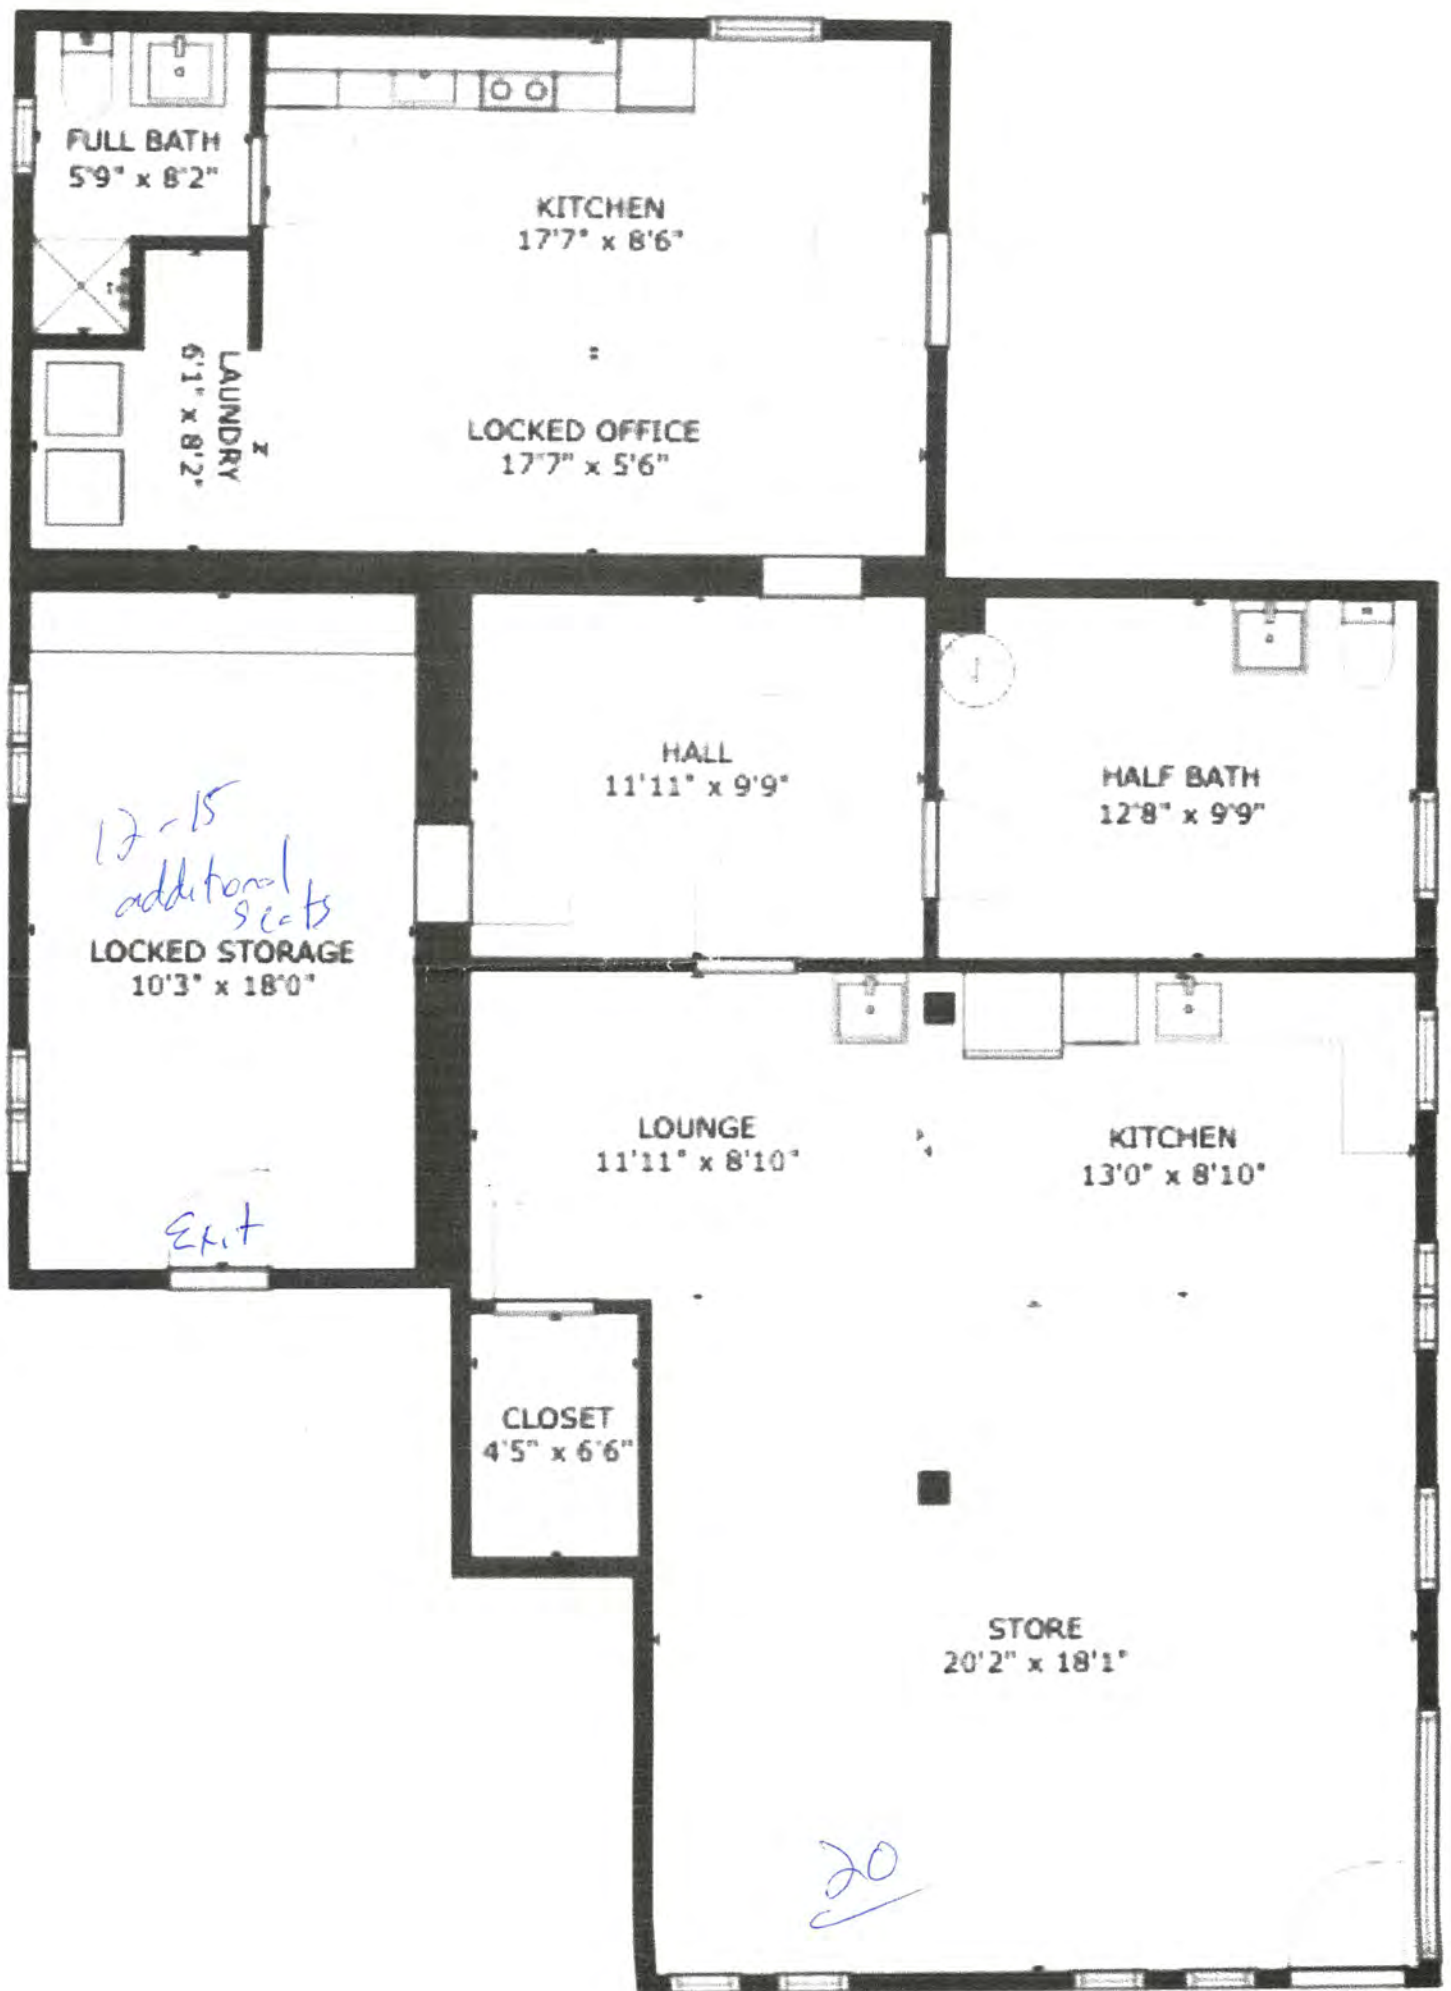 FULL BATH
5'9" x 8'2"
KITCHEN
17'7" x 8'6"
LAUNDRY
6'1" x 8'2"
LOCKED OFFICE
17'7" x 5'6"
HALL
11'11" x 9'9"
HALF BATH
12'8" x 9'9"
12-15
additional
seats
LOCKED STORAGE
10'3" x 18'0"
Exit
LOUNGE
11'11" x 8'10"
KITCHEN
13'0" x 8'10"
CLOSET
4'5" x 6'6"
STORE
20'2" x 18'1"
20